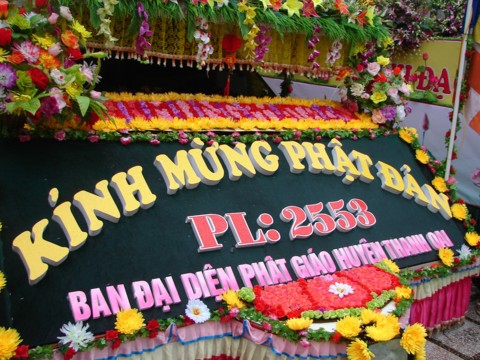 KÍNH MỪNG PHẬT ĐẢN
PL: 2553
BAN ĐẠI DIỆN PHẬT GIÁO HUYỆN THANH OAI